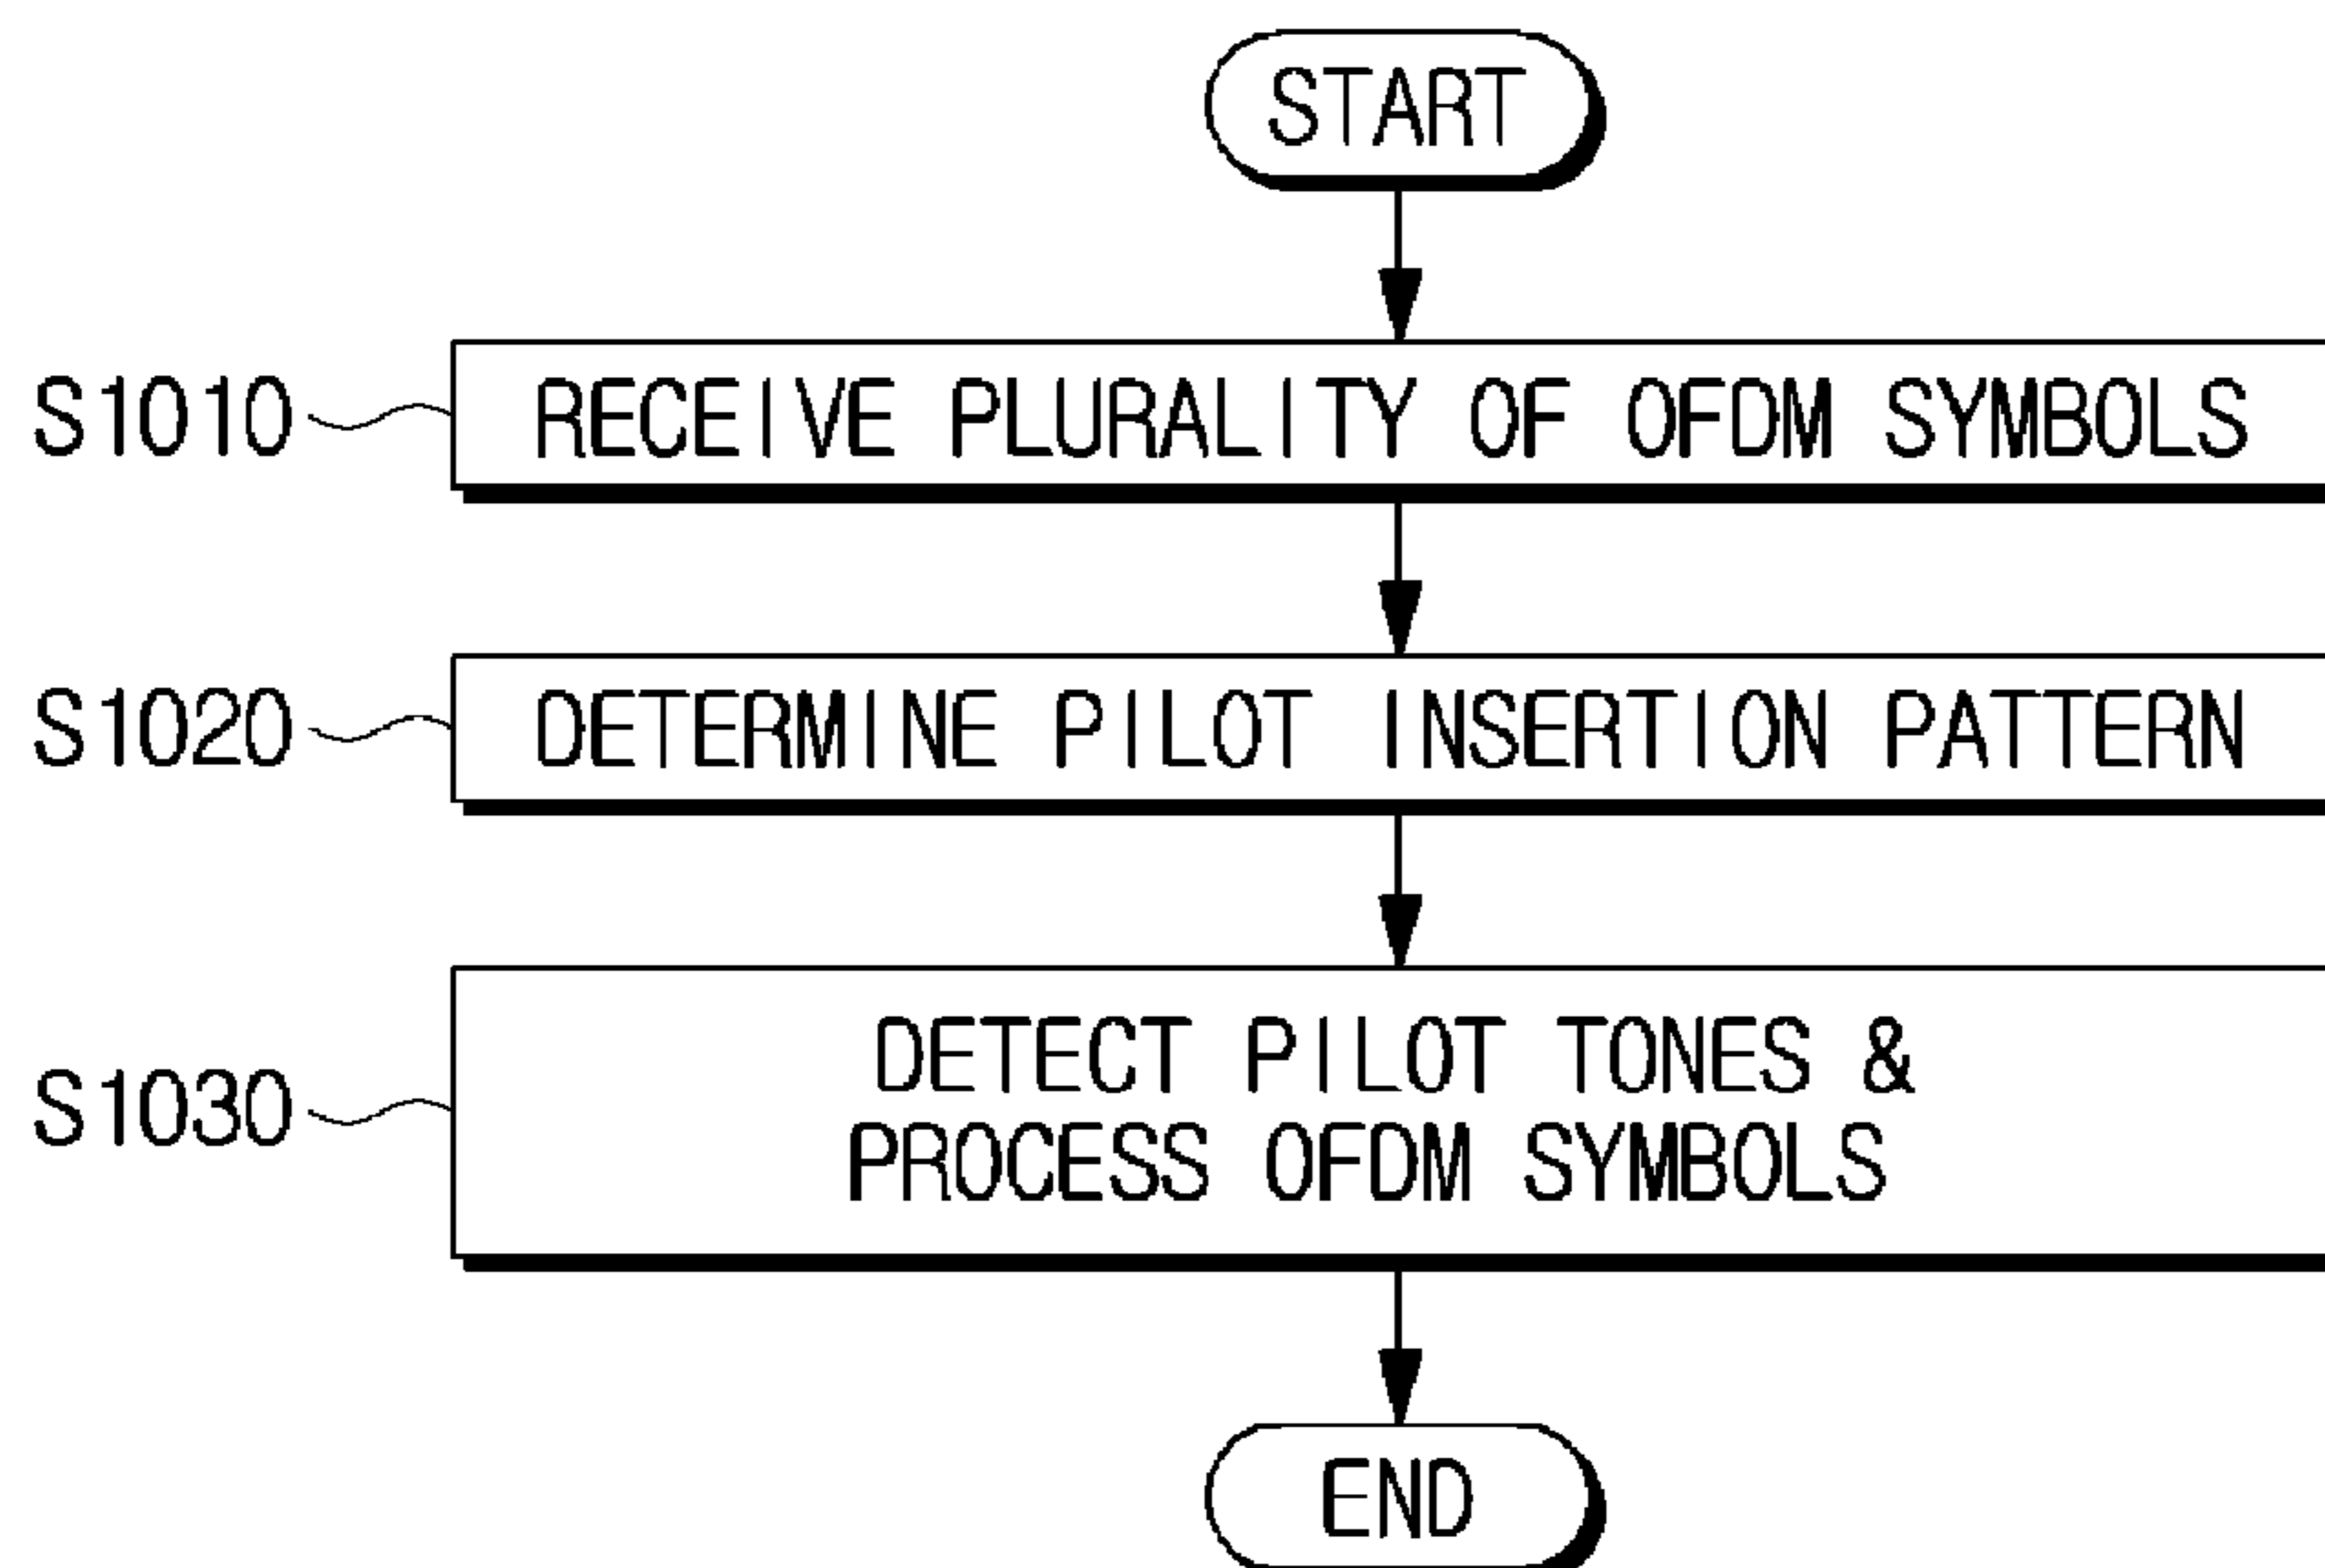 START
S1010 RECEIVE PLURALITY OF OFDM SYMBOLS
S1020 DETERMINE PILOT INSERTION PATTERN
S1030 DETECT PILOT TONES &
PROCESS OFDM SYMBOLS
END